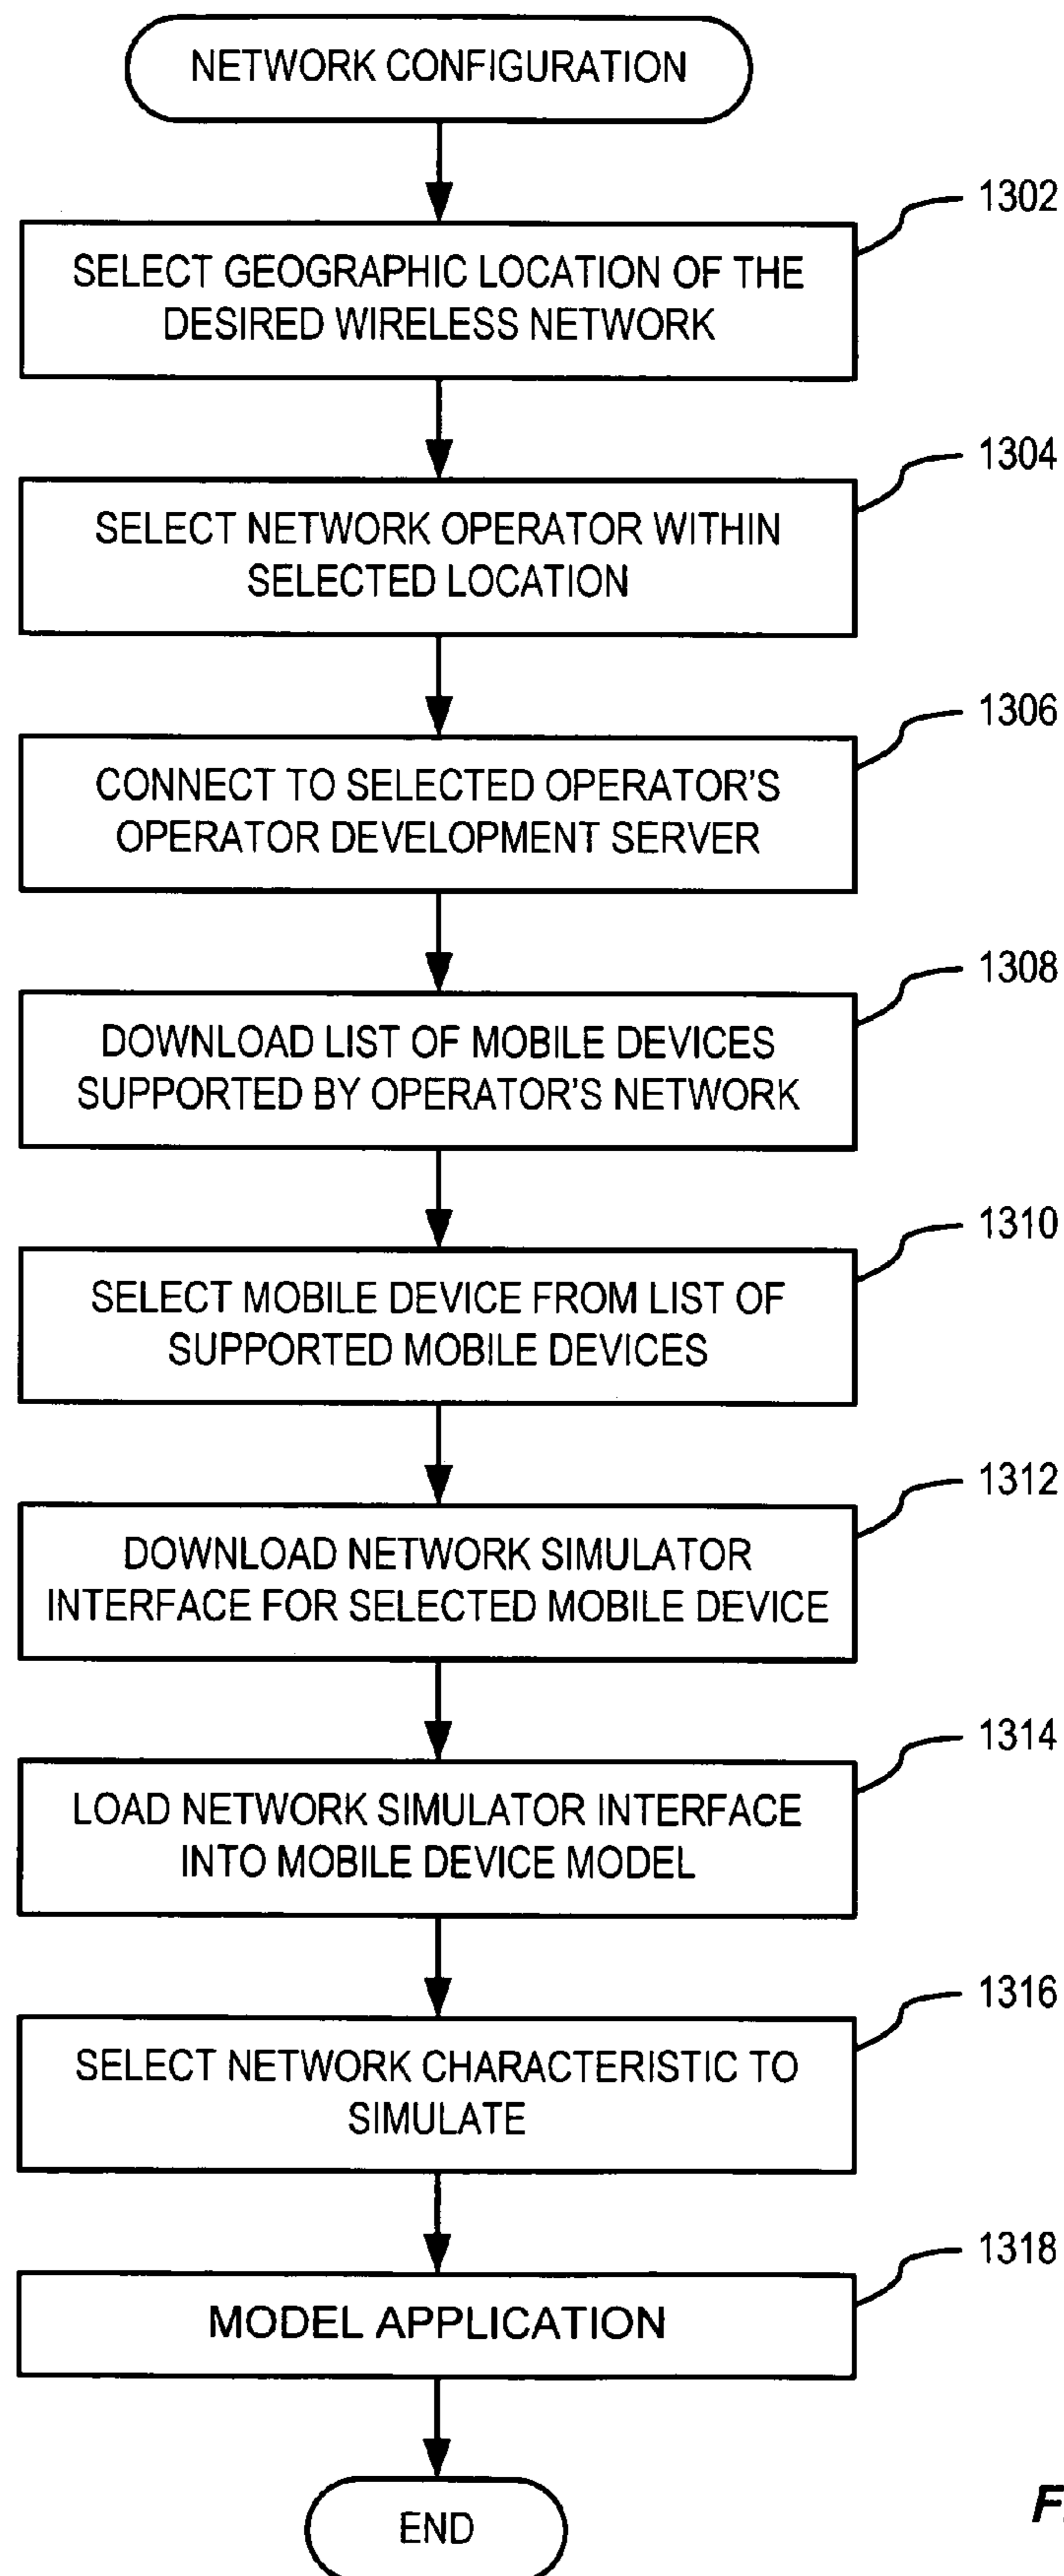 NETWORK CONFIGURATION
1302
SELECT GEOGRAPHIC LOCATION OF THE
DESIRED WIRELESS NETWORK
1304
SELECT NETWORK OPERATOR WITHIN
SELECTED LOCATION
1306
CONNECT TO SELECTED OPERATOR'S
OPERATOR DEVELOPMENT SERVER
1308
DOWNLOAD LIST OF MOBILE DEVICES
SUPPORTED BY OPERATOR'S NETWORK
1310
SELECT MOBILE DEVICE FROM LIST OF
SUPPORTED MOBILE DEVICES
1312
DOWNLOAD NETWORK SIMULATOR
INTERFACE FOR SELECTED MOBILE DEVICE
1314
LOAD NETWORK SIMULATOR INTERFACE
INTO MOBILE DEVICE MODEL
1316
SELECT NETWORK CHARACTERISTIC TO
SIMULATE
1318
MODEL APPLICATION
END